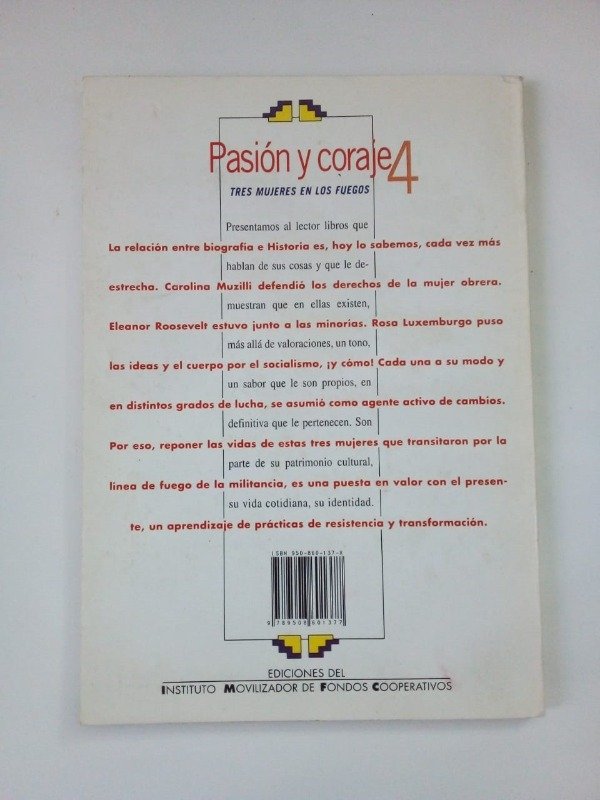 Pasión y coraje 4
TRES MUJERES EN LOS FUEGOS
Presentamos al lector libros que
La relación entre biografía e Historia es, hoy lo sabemos, cada vez más
hablan de sus cosas y que le de-
estrecha. Carolina Muzilli defendió los derechos de la mujer obrera.
muestran que en ellas existen,
Eleanor Roosevelt estuvo junto a las minorías. Rosa Luxemburgo puso
más allá de valoraciones, un tono,
las ideas y el cuerpo por el socialismo, ¡y cómo! Cada una a su modo y
un sabor que le son propios, en
en distintos grados de lucha, se asumió como agente activo de cambios.
definitiva que le pertenecen. Son
Por eso, reponer las vidas de estas tres mujeres que transitaron por la
parte de su patrimonio cultural,
línea de fuego de la militancia, es una puesta en valor con el presen-
su vida cotidiana, su identidad.
te, un aprendizaje de prácticas de resistencia y transformación.
ISBN 950-860-137-X
9 789508 601377
EDICIONES DEL
INSTITUTO MOVILIZADOR DE FONDOS COOPERATIVOS